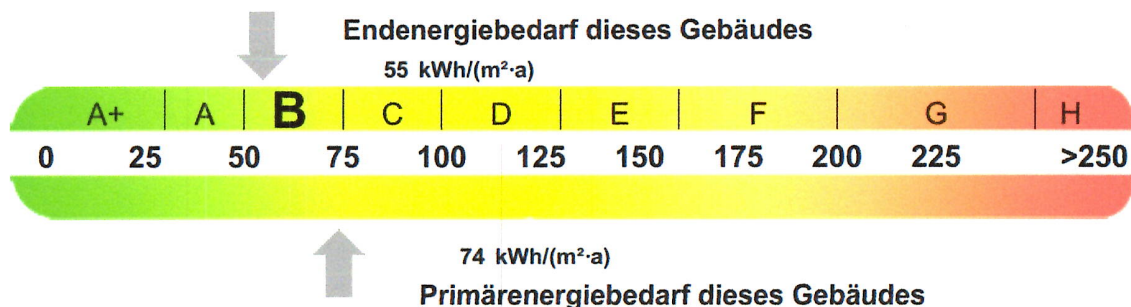 Endenergiebedarf dieses Gebäudes
55 kWh/(m²·a)
A+ A B C D E F G H
0 25 50 75 100 125 150 175 200 225 >250
74 kWh/(m²·a)
Primärenergiebedarf dieses Gebäudes